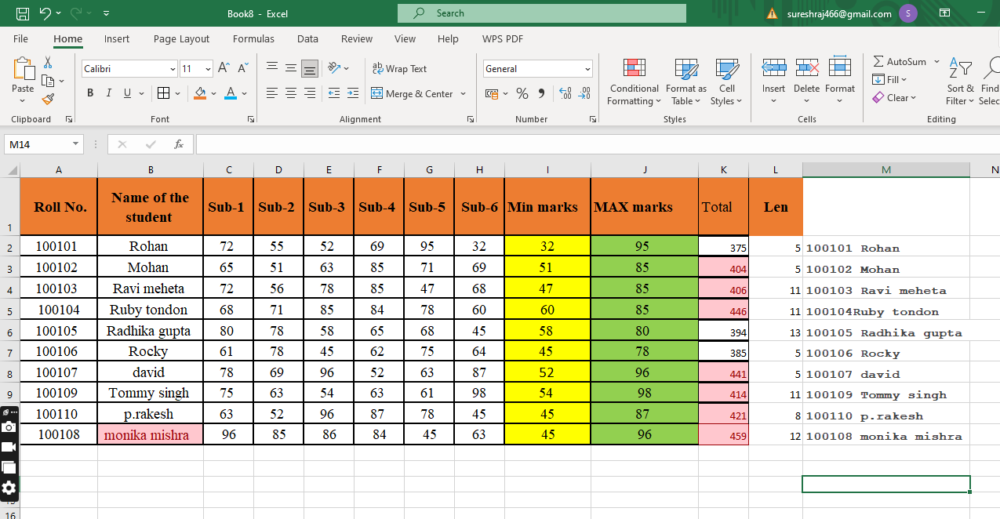 Book8 - Excel
Search
sureshraj466@gmail.com
S
File Home Insert Page Layout Formulas Data Review View Help WPS PDF
Paste
Calibri 11
B I U A
ab Wrap Text
Merge & Center
General
% 9
Conditional Formatting
Format as Table
Cell Styles
Insert Delete Format
AutoSum
Fill
Clear
Sort & Filter
Find
Selec
Clipboard Font Alignment Number Styles Cells Editing
M14 fx
A B C D E F G H I J K L M N
1 Roll No. Name of the student Sub-1 Sub-2 Sub-3 Sub-4 Sub-5 Sub-6 Min marks MAX marks Total Len
2 100101 Rohan 72 55 52 69 95 32 32 95 375 5 100101 Rohan
3 100102 Mohan 65 51 63 85 71 69 51 85 404 5 100102 Mohan
4 100103 Ravi meheta 72 56 78 85 47 68 47 85 406 11 100103 Ravi meheta
5 100104 Ruby tondon 68 71 85 84 78 60 60 85 446 11 100104Ruby tondon
6 100105 Radhika gupta 80 78 58 65 68 45 58 80 394 13 100105 Radhika gupta
7 100106 Rocky 61 78 45 62 75 64 45 78 385 5 100106 Rocky
8 100107 david 78 69 96 52 63 87 52 96 441 5 100107 david
9 100109 Tommy singh 75 63 54 63 61 98 54 98 414 11 100109 Tommy singh
100110 p.rakesh 63 52 96 87 78 45 45 87 421 8 100110 p.rakesh
100108 monika mishra 96 85 86 84 45 63 45 96 459 12 100108 monika mishra
16